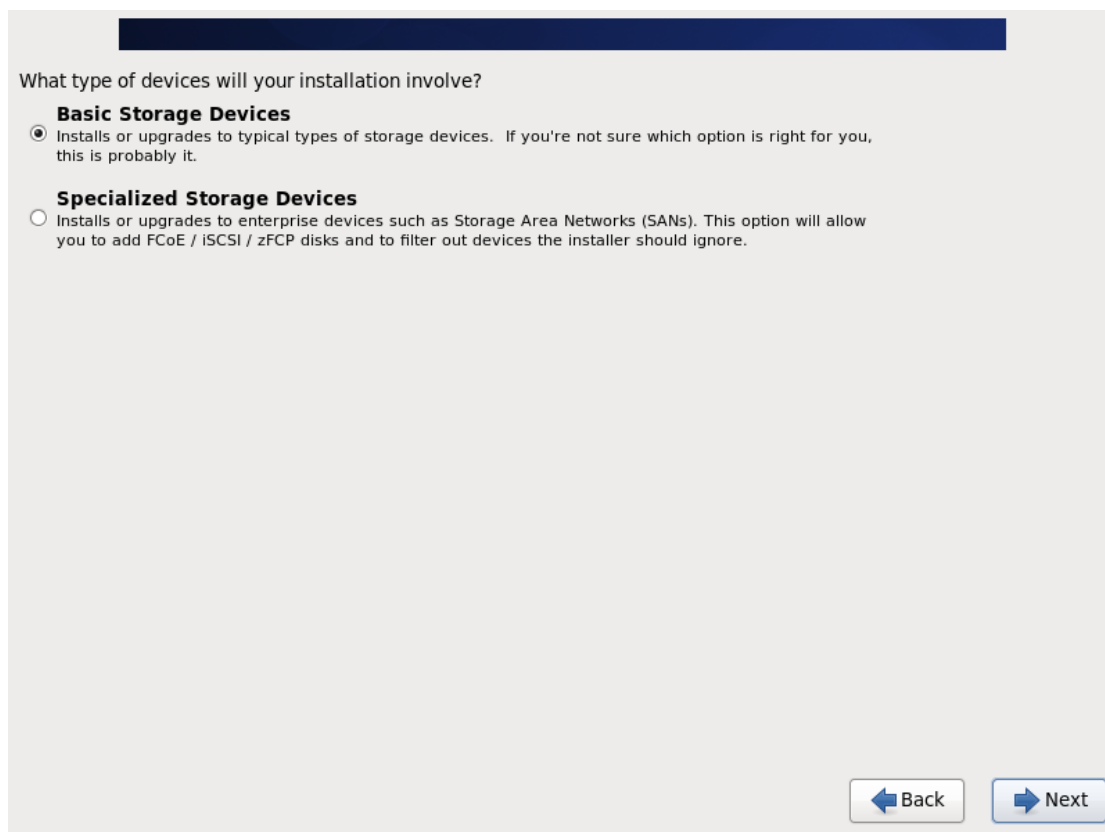 What type of devices will your installation involve?
Basic Storage Devices
Installs or upgrades to typical types of storage devices.  If you're not sure which option is right for you,
this is probably it.
Specialized Storage Devices
Installs or upgrades to enterprise devices such as Storage Area Networks (SANs). This option will allow
you to add FCoE / iSCSI / zFCP disks and to filter out devices the installer should ignore.
Back
Next